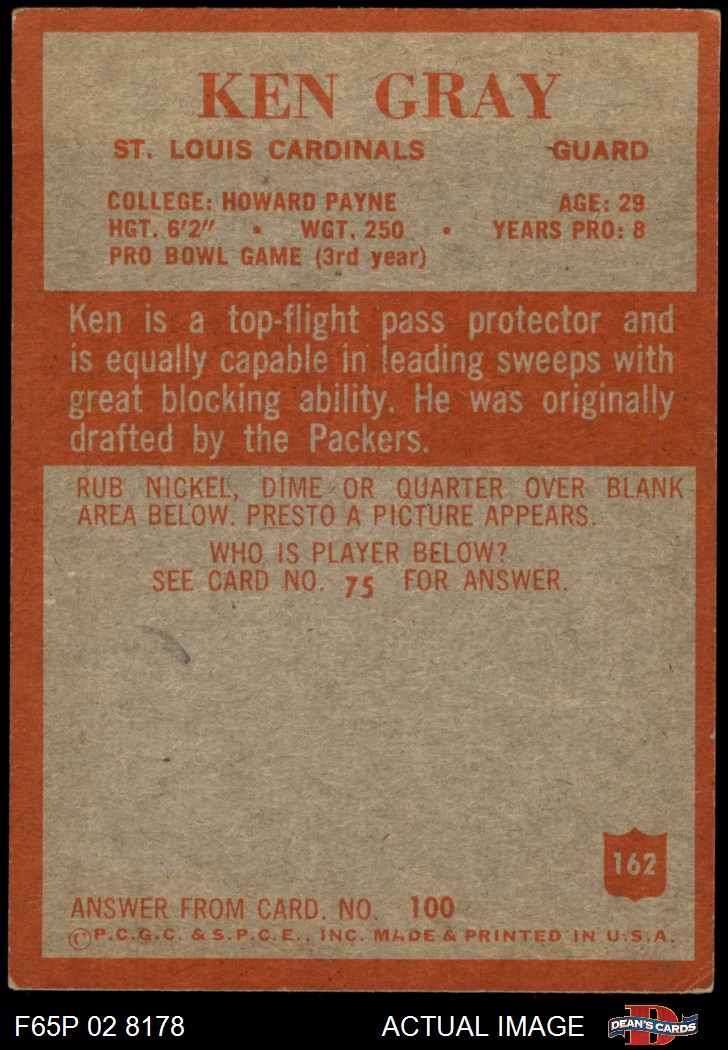 KEN GRAY
ST. LOUIS CARDINALS GUARD
COLLEGE: HOWARD PAYNE AGE: 29
HGT. 6'2" • WGT. 250 • YEARS PRO: 8
PRO BOWL GAME (3rd year)
Ken is a top-flight pass protector and
is equally capable in leading sweeps with
great blocking ability. He was originally
drafted by the Packers.
RUB NICKEL, DIME OR QUARTER OVER BLANK
AREA BELOW. PRESTO A PICTURE APPEARS.
WHO IS PLAYER BELOW?
SEE CARD NO. 75 FOR ANSWER.
162
ANSWER FROM CARD. NO. 100
©P.C.G.C. & S.P.C.E., INC. MADE & PRINTED IN U.S.A.
F65P 02 8178 ACTUAL IMAGE DEAN'S CARDS